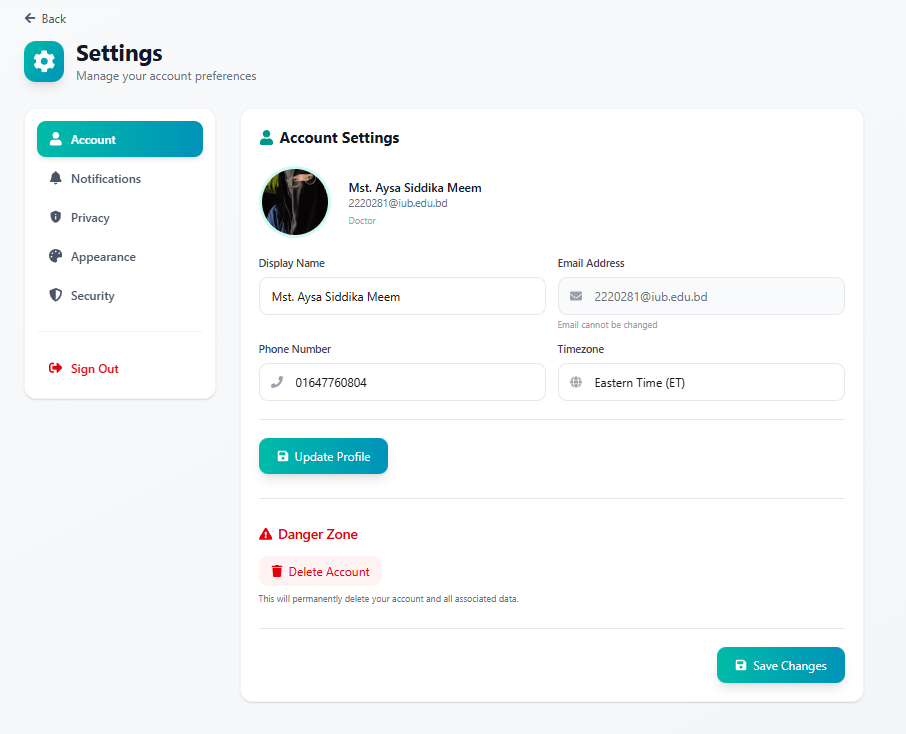 Back
Settings
Manage your account preferences
Account
Notifications
Privacy
Appearance
Security
Sign Out
Account Settings
Mst. Aysa Siddika Meem
2220281@iub.edu.bd
Doctor
Display Name
Mst. Aysa Siddika Meem
Email Address
2220281@iub.edu.bd
Email cannot be changed
Phone Number
01647760804
Timezone
Eastern Time (ET)
Update Profile
Danger Zone
Delete Account
This will permanently delete your account and all associated data.
Save Changes